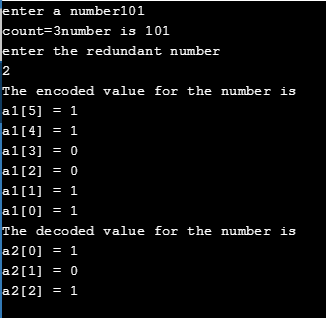 enter a number101
count=3number is 101
enter the redundant number
2
The encoded value for the number is
a1[5] = 1
a1[4] = 1
a1[3] = 0
a1[2] = 0
a1[1] = 1
a1[0] = 1
The decoded value for the number is
a2[0] = 1
a2[1] = 0
a2[2] = 1